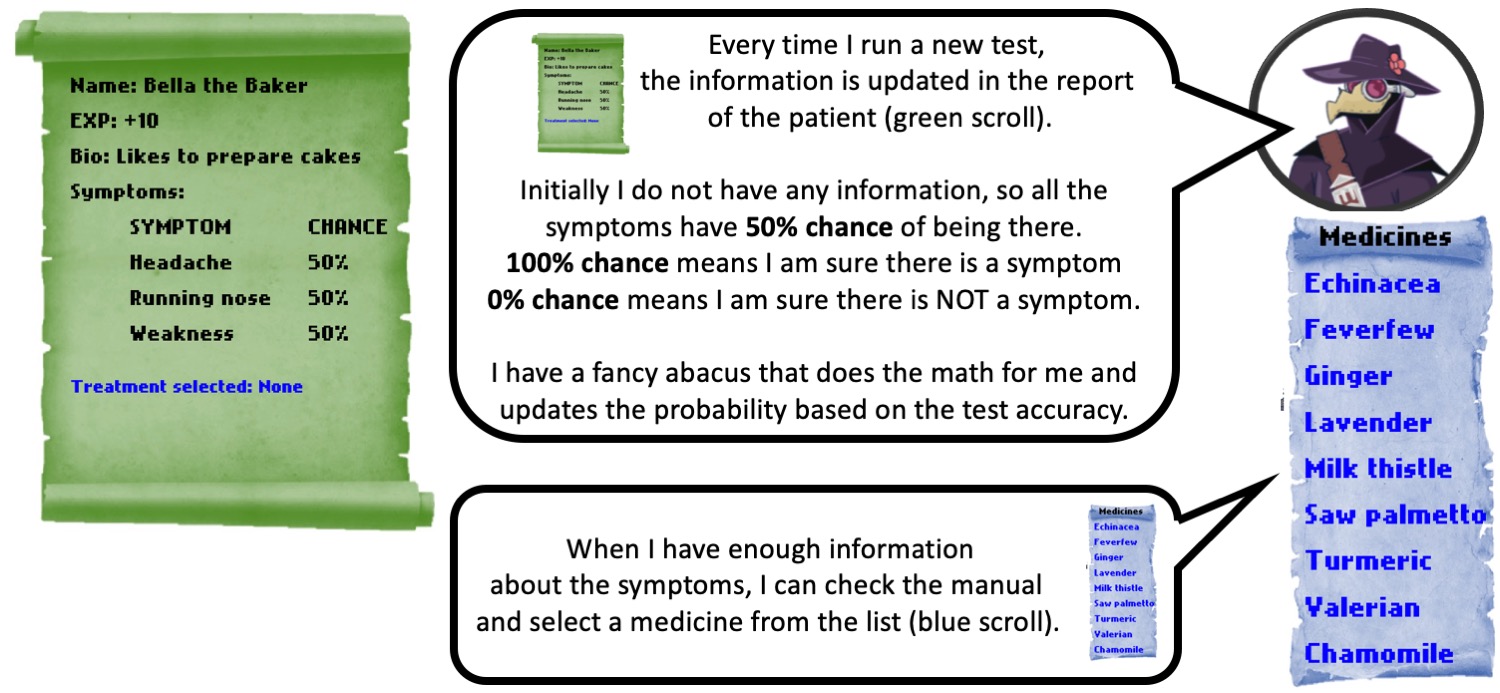 Name: Bella the Baker
EXP: +10
Bio: Likes to prepare cakes
Symptoms:
SYMPTOM CHANCE
Headache 50%
Running nose 50%
Weakness 50%
Treatment selected: None
Name: Bella the Baker
EXP: +10
Bio: Likes to prepare cakes
Symptoms:
SYMPTOM CHANCE
Headache 50%
Running nose 50%
Weakness 50%
Treatment selected: None
Every time I run a new test,
the information is updated in the report
of the patient (green scroll).
Initially I do not have any information, so all the
symptoms have 50% chance of being there.
100% chance means I am sure there is a symptom
0% chance means I am sure there is NOT a symptom.
I have a fancy abacus that does the math for me and
updates the probability based on the test accuracy.
When I have enough information
about the symptoms, I can check the manual
and select a medicine from the list (blue scroll).
Medicines
Echinacea
Feverfew
Ginger
Lavender
Milk thistle
Saw palmetto
Turmeric
Valerian
Chamomile
Medicines
Echinacea
Feverfew
Ginger
Lavender
Milk thistle
Saw palmetto
Turmeric
Valerian
Chamomile